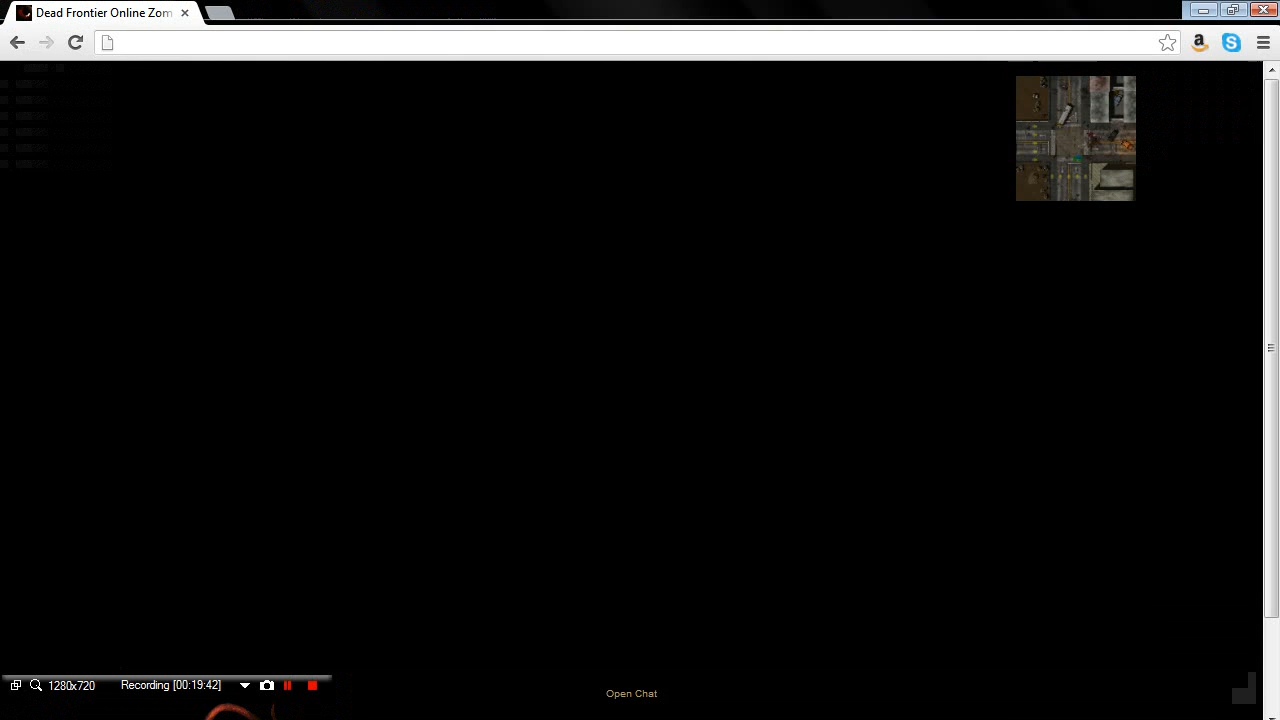 Dead Frontier Online Zom
1280x720
Recording [00:19:42]
Open Chat